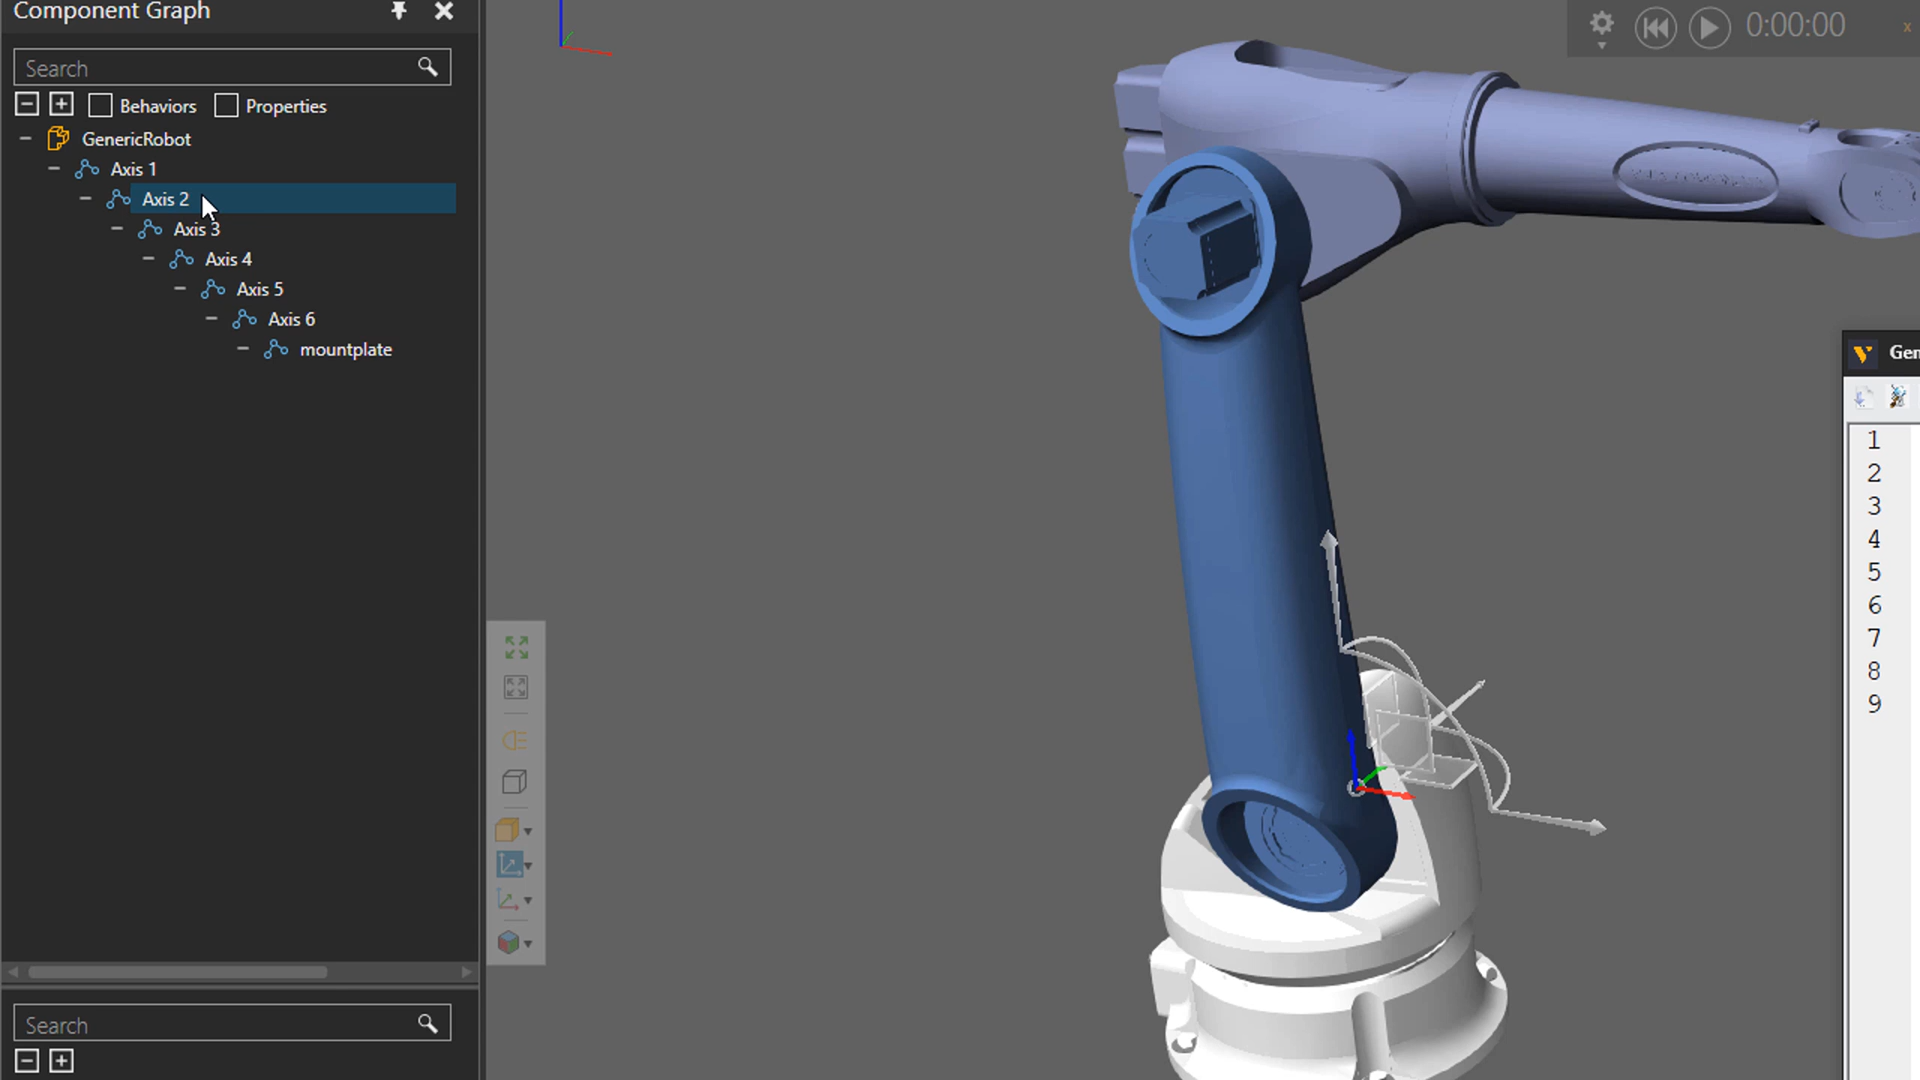 Component Graph
0:00:00
x
Search
Behaviors Properties
GenericRobot
Axis 1
Axis 2
Axis 3
Axis 4
Axis 5
Axis 6
mountplate
Gen
1
2
3
4
5
6
7
8
9
Search